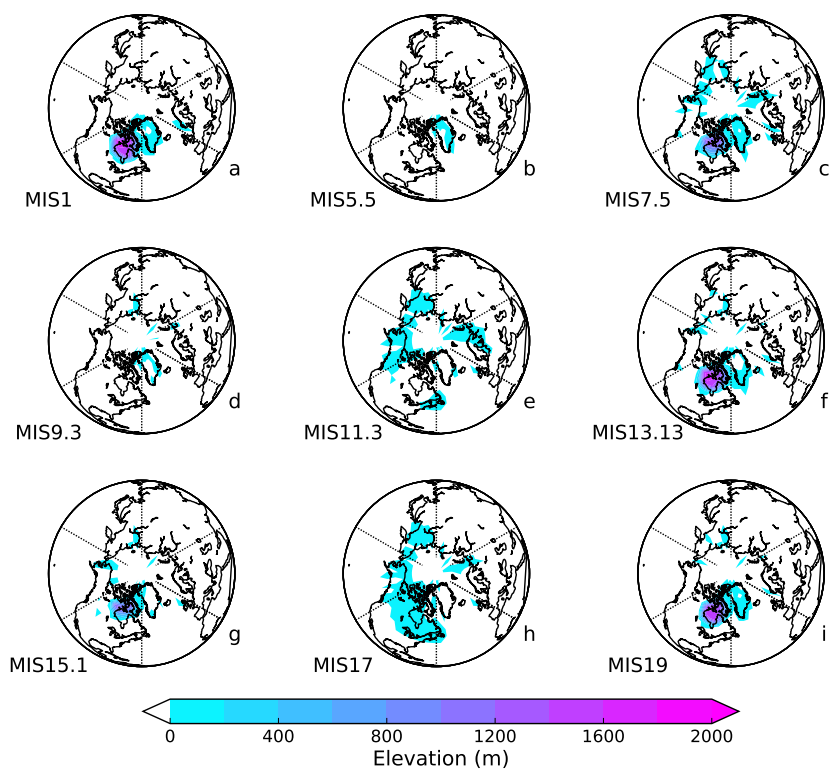 a
b
c
MIS1
MIS5.5
MIS7.5
d
e
f
MIS9.3
MIS11.3
MIS13.13
g
h
i
MIS15.1
MIS17
MIS19
0 400 800 1200 1600 2000
Elevation (m)